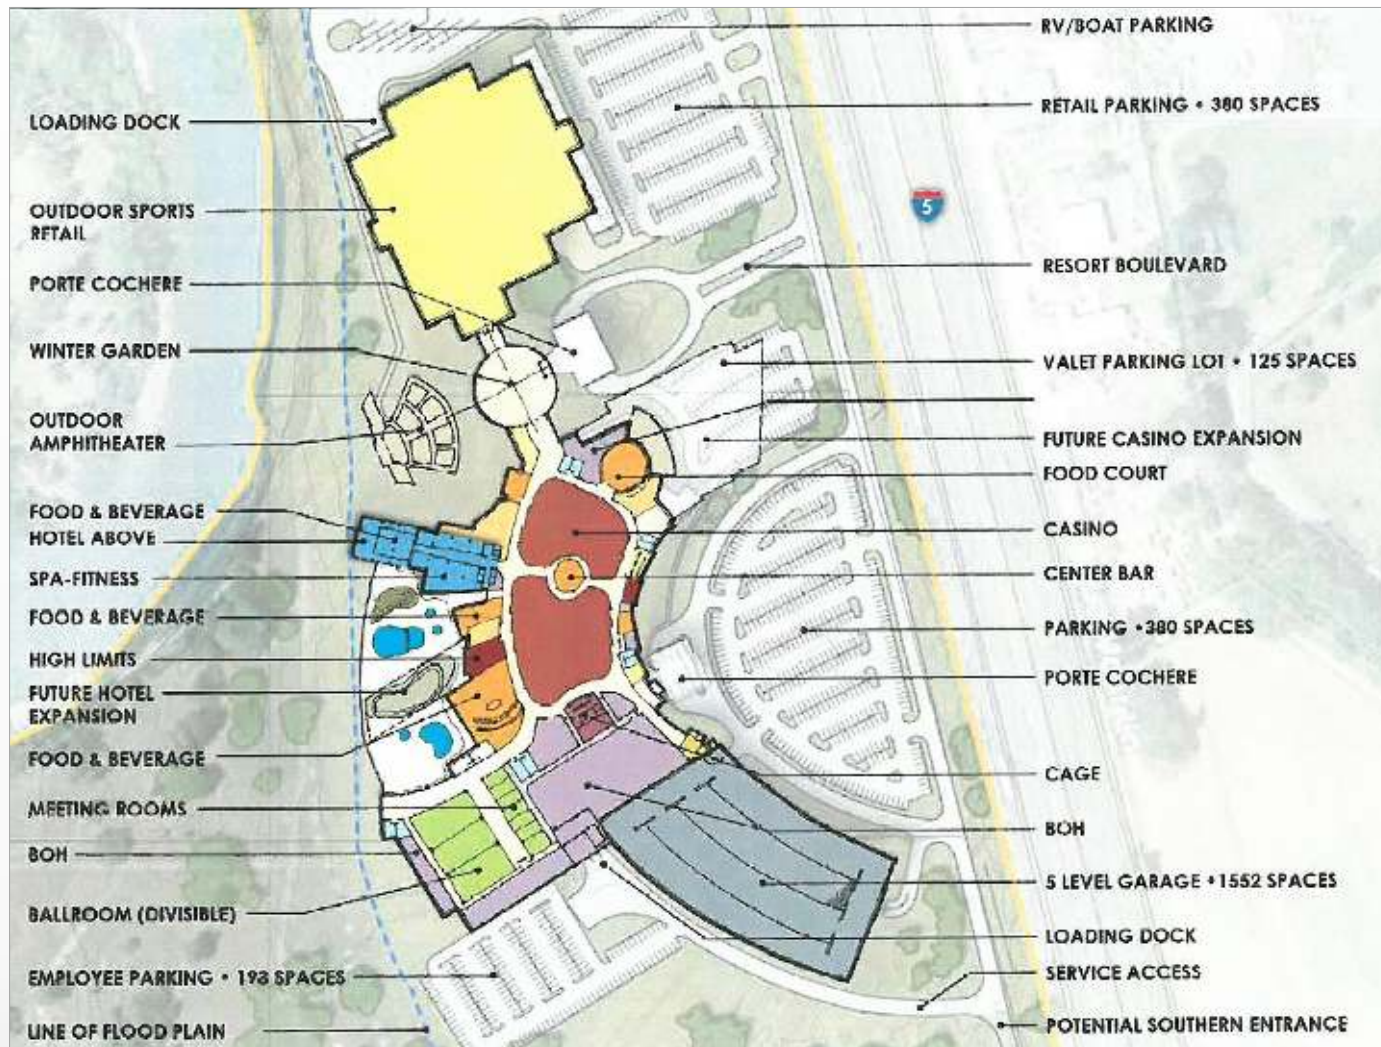 LOADING DOCK
OUTDOOR SPORTS
RETAIL
PORTE COCHERE
WINTER GARDEN
OUTDOOR
AMPHITHEATER
FOOD & BEVERAGE
HOTEL ABOVE
SPA-FITNESS
FOOD & BEVERAGE
HIGH LIMITS
FUTURE HOTEL
EXPANSION
FOOD & BEVERAGE
MEETING ROOMS
BOH
BALLROOM (DIVISIBLE)
EMPLOYEE PARKING • 193 SPACES
LINE OF FLOOD PLAIN
5
RV/BOAT PARKING
RETAIL PARKING • 380 SPACES
RESORT BOULEVARD
VALET PARKING LOT • 125 SPACES
FUTURE CASINO EXPANSION
FOOD COURT
CASINO
CENTER BAR
PARKING •380 SPACES
PORTE COCHERE
CAGE
BOH
5 LEVEL GARAGE •1552 SPACES
LOADING DOCK
SERVICE ACCESS
POTENTIAL SOUTHERN ENTRANCE